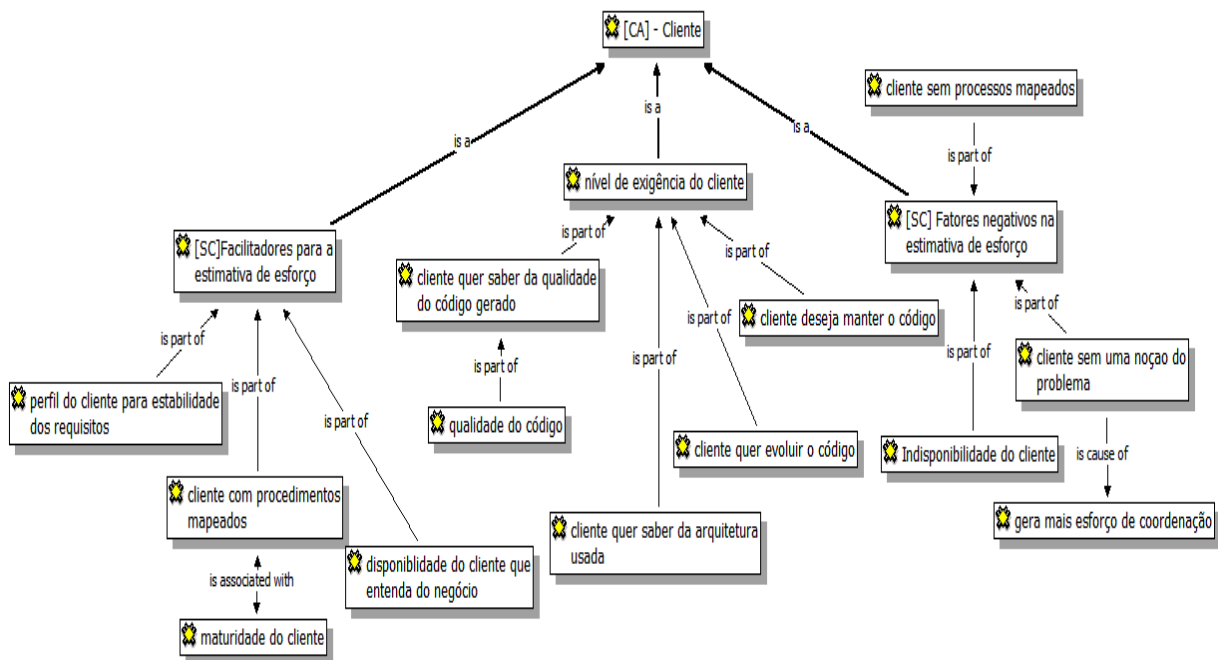 [CA] - Cliente
cliente sem processos mapeados
is a
is a
is a
is part of
nível de exigência do cliente
[SC] Fatores negativos na
estimativa de esforço
[SC]Facilitadores para a
estimativa de esforço
is part of
is part of
cliente quer saber da qualidade
do código gerado
cliente deseja manter o código
is part of
is part of
is part of
is part of
is part of
cliente sem uma noçao do
problema
perfil do cliente para estabilidade
dos requisitos
is part of
is part of
is part of
qualidade do código
cliente quer evoluir o código
Indisponibilidade do cliente
is cause of
cliente com procedimentos
mapeados
cliente quer saber da arquitetura
usada
gera mais esforço de coordenação
disponiblidade do cliente que
entenda do negócio
is associated with
maturidade do cliente